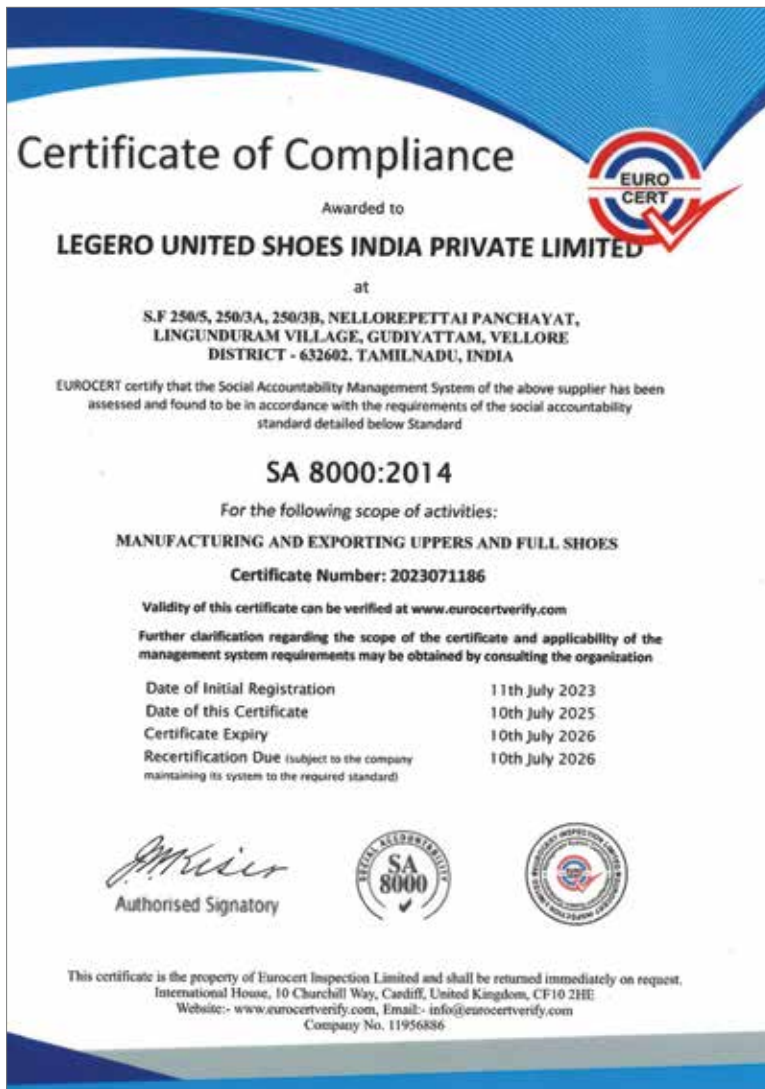 Certificate of Compliance
EURO
CERT
Awarded to
LEGERO UNITED SHOES INDIA PRIVATE LIMITED
at
S.F 250/5, 250/3A, 250/3B, NELLOREPETTAI PANCHAYAT,
LINGUNDURAM VILLAGE, GUDIYATTAM, VELLORE
DISTRICT - 632602. TAMILNADU, INDIA
EUROCERT certify that the Social Accountability Management System of the above supplier has been
assessed and found to be in accordance with the requirements of the social accountability
standard detailed below Standard
SA 8000:2014
For the following scope of activities:
MANUFACTURING AND EXPORTING UPPERS AND FULL SHOES
Certificate Number: 2023071186
Validity of this certificate can be verified at www.eurocertverify.com
Further clarification regarding the scope of the certificate and applicability of the
management system requirements may be obtained by consulting the organization
Date of Initial Registration 11th July 2023
Date of this Certificate 10th July 2025
Certificate Expiry 10th July 2026
Recertification Due (subject to the company 10th July 2026
maintaining its system to the required standard)
Authorised Signatory
SOCIAL ACCOUNTABILITY
SA
8000
This certificate is the property of Eurocert Inspection Limited and shall be returned immediately on request.
International House, 10 Churchill Way, Cardiff, United Kingdom, CF10 2HE
Website:- www.eurocertverify.com, Email:- info@eurocertverify.com
Company No. 11956886